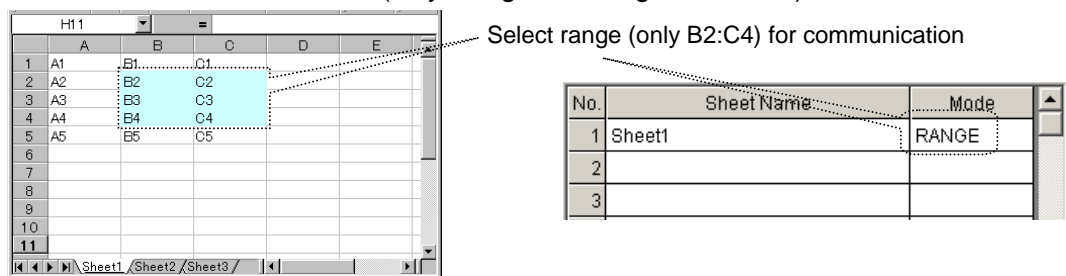 H11 =
Select range (only B2:C4) for communication
A B C D E
1 A1 B1 C1
2 A2 B2 C2
3 A3 B3 C3
4 A4 B4 C4
5 A5 B5 C5
6
7
8
9
10
11
Sheet1 Sheet2 Sheet3
No. Sheet Name Mode
1 Sheet1 RANGE
2
3